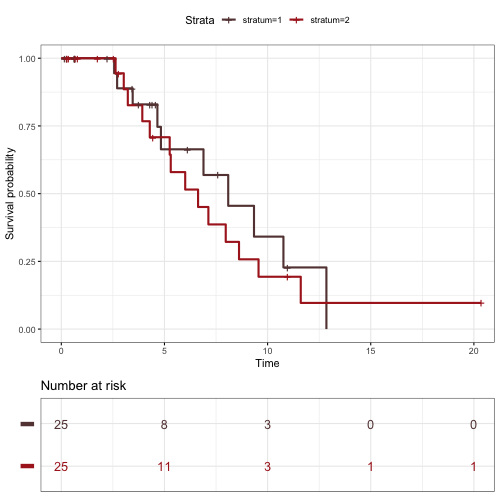 Strata stratum=1 stratum=2
1.00
0.75
0.50
0.25
0.00
Survival probability
0 5 10 15 20
Time
Number at risk
25 8 3 0 0
25 11 3 1 1